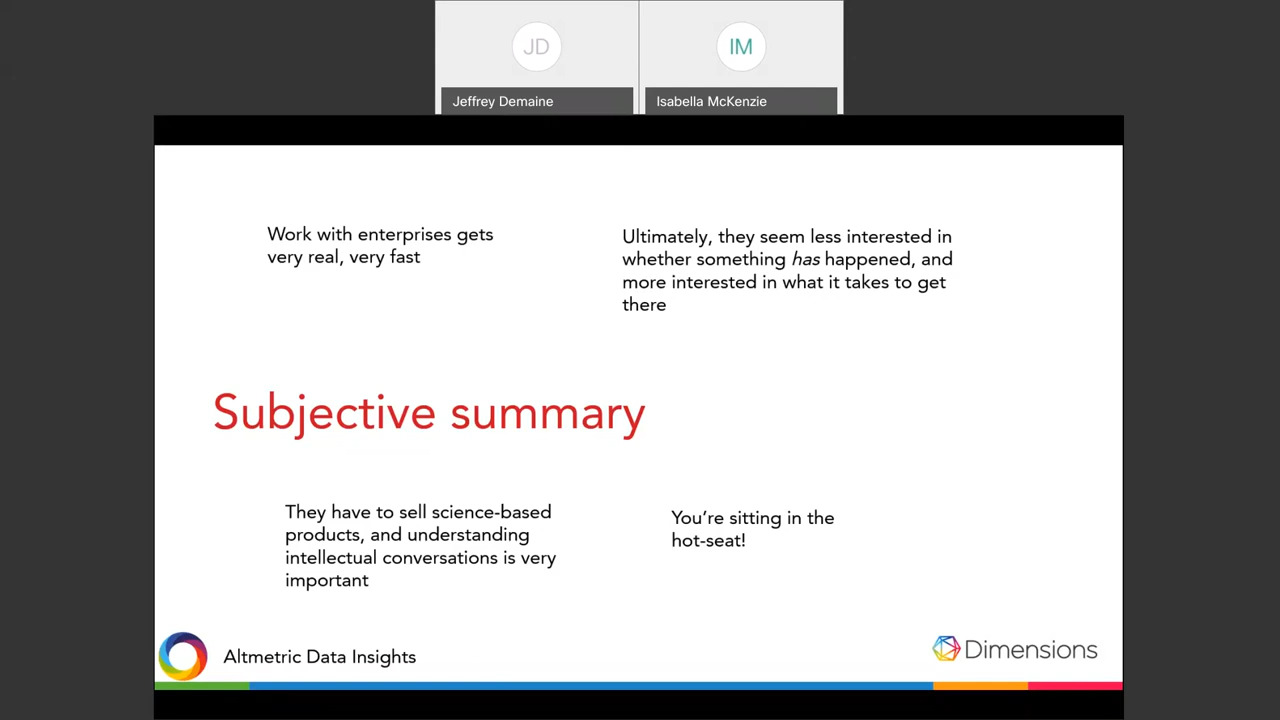 JD
IM
Jeffrey Demaine
Isabella McKenzie
Work with enterprises gets
very real, very fast
Ultimately, they seem less interested in
whether something has happened, and
more interested in what it takes to get
there
Subjective summary
They have to sell science-based
products, and understanding
intellectual conversations is very
important
You’re sitting in the
hot-seat!
Altmetric Data Insights
Dimensions